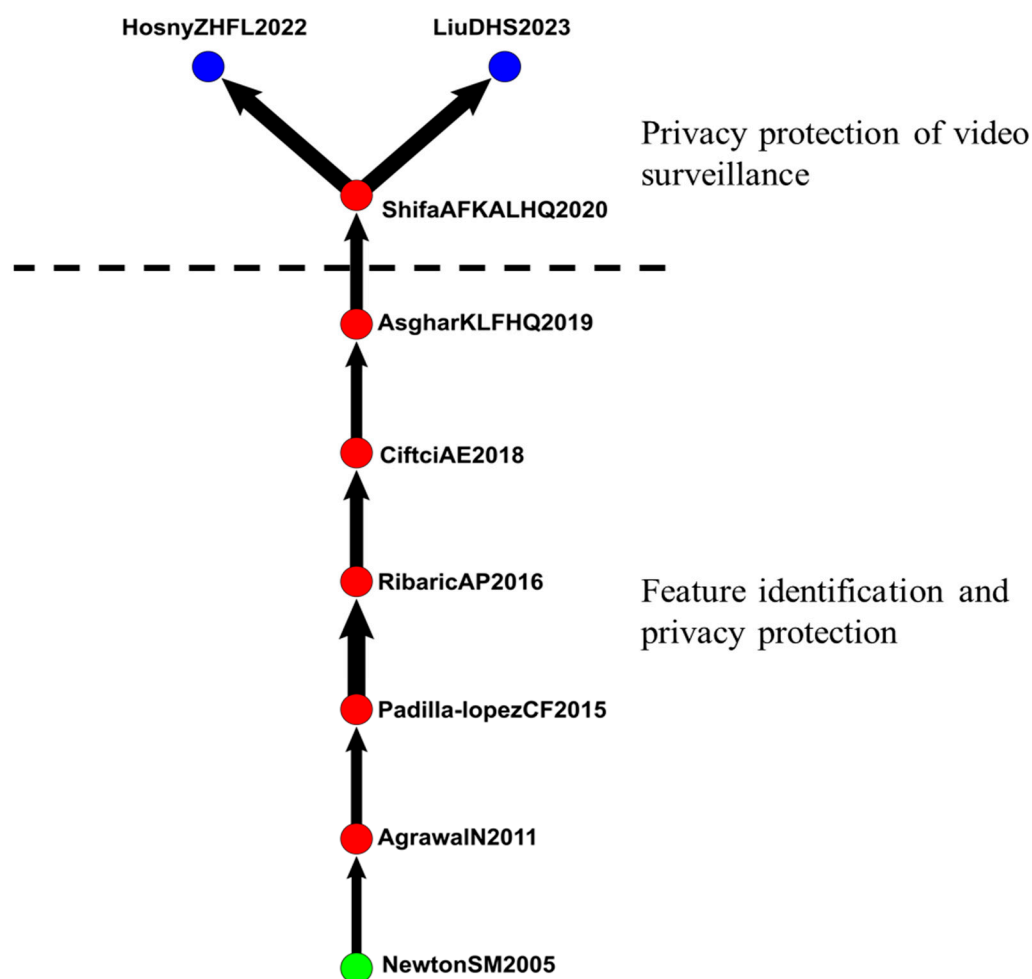 HosnyZHFL2022
LiuDHS2023
Privacy protection of video
surveillance
ShifaAFKALHQ2020
AsgharKLFHQ2019
CiftciAE2018
RibaricAP2016
Feature identification and
privacy protection
Padilla-lopezCF2015
AgrawalN2011
NewtonSM2005